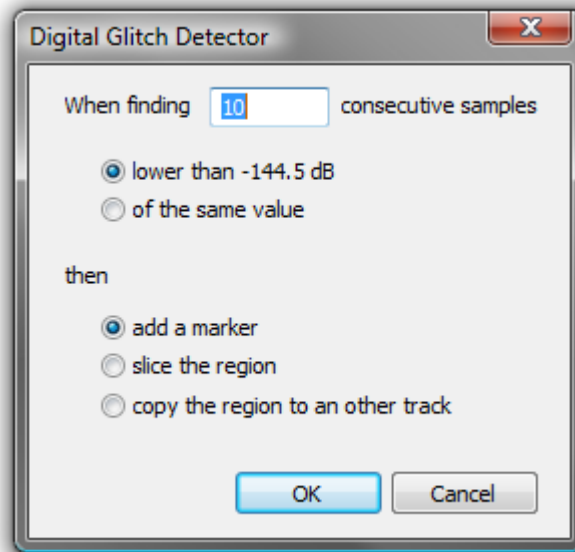 Digital Glitch Detector
When finding 10 consecutive samples
lower than -144.5 dB
of the same value
then
add a marker
slice the region
copy the region to an other track
OK Cancel